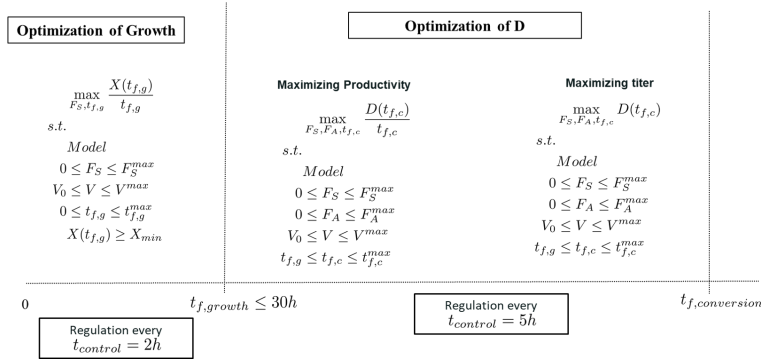 Optimization of Growth
Optimization of D
max_{F_S, t_{f,g}} X(t_{f,g}) / t_{f,g}
s.t.
Model
0 ≤ F_S ≤ F_S^{max}
V_0 ≤ V ≤ V^{max}
0 ≤ t_{f,g} ≤ t_{f,g}^{max}
X(t_{f,g}) ≥ X_{min}
Maximizing Productivity
max_{F_S, F_A, t_{f,c}} D(t_{f,c}) / t_{f,c}
s.t.
Model
0 ≤ F_S ≤ F_S^{max}
0 ≤ F_A ≤ F_A^{max}
V_0 ≤ V ≤ V^{max}
t_{f,g} ≤ t_{f,c} ≤ t_{f,c}^{max}
Maximizing titer
max_{F_S, F_A, t_{f,c}} D(t_{f,c})
s.t.
Model
0 ≤ F_S ≤ F_S^{max}
0 ≤ F_A ≤ F_A^{max}
V_0 ≤ V ≤ V^{max}
t_{f,g} ≤ t_{f,c} ≤ t_{f,c}^{max}
0
t_{f,growth} ≤ 30h
t_{f,conversion}
Regulation every
t_{control} = 2h
Regulation every
t_{control} = 5h